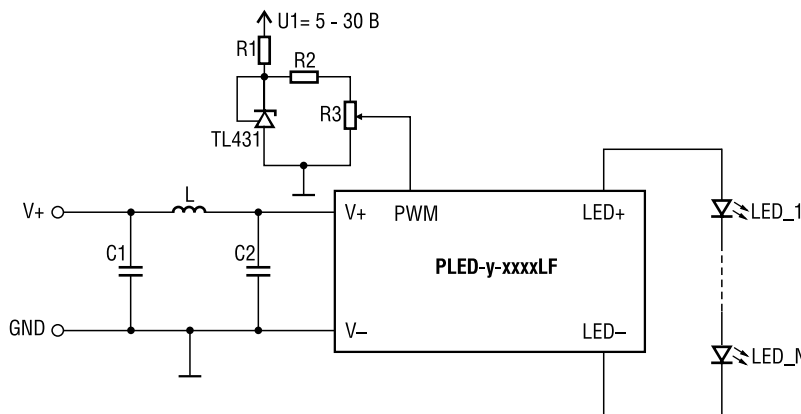 U1= 5 - 30 В
R1
R2
R3
TL431
L
V+
V+
PWM
LED+
LED_1
C1
C2
PLED-y-xxxxLF
GND
V–
LED–
LED_N